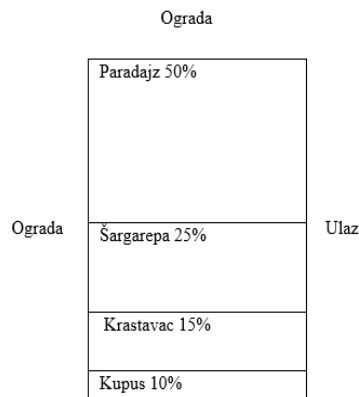 Ograda
Paradajz 50%
Ograda
Šargarepa 25%
Ulaz
Krastavac 15%
Kupus 10%